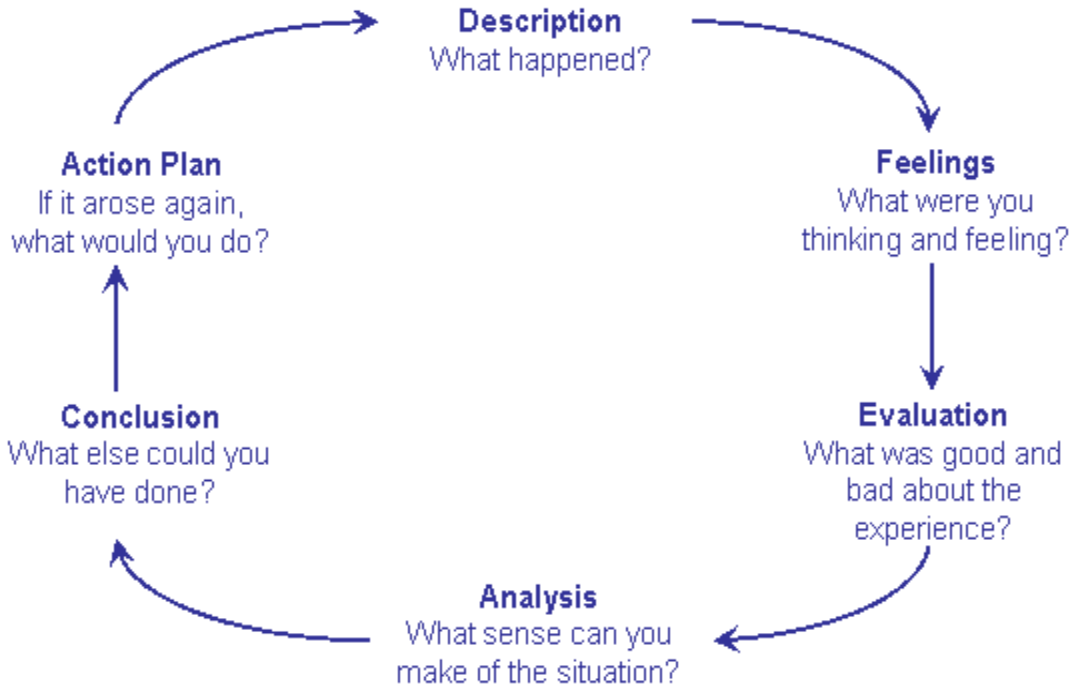 Description
What happened?
Feelings
What were you
thinking and feeling?
Evaluation
What was good and
bad about the
experience?
Analysis
What sense can you
make of the situation?
Conclusion
What else could you
have done?
Action Plan
If it arose again,
what would you do?